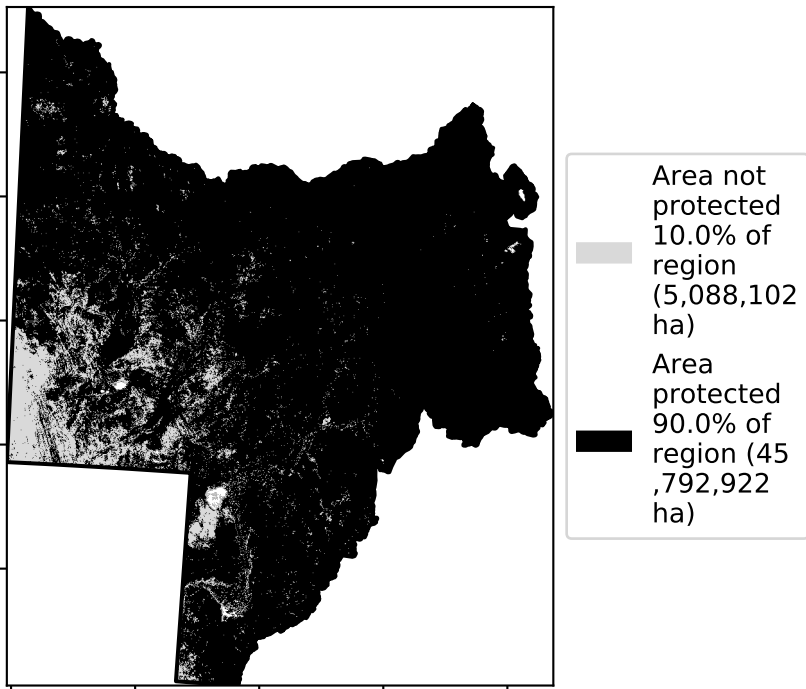 Area not
protected
10.0% of
region
(5,088,102
ha)
Area
protected
90.0% of
region (45
,792,922
ha)